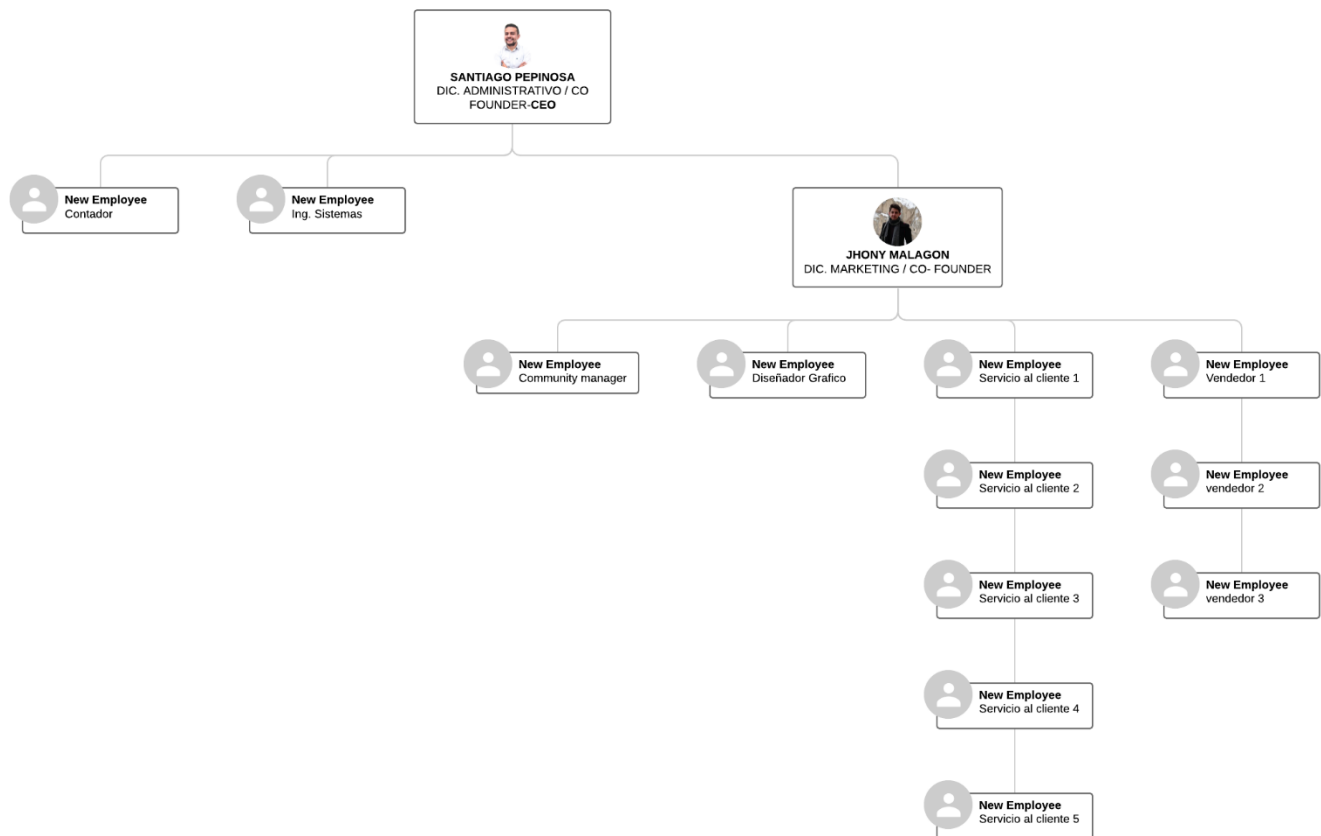 SANTIAGO PEPINOSA
DIC. ADMINISTRATIVO / CO
FOUNDER-CEO
New Employee
Contador
New Employee
Ing. Sistemas
JHONY MALAGON
DIC. MARKETING / CO- FOUNDER
New Employee
Community manager
New Employee
Diseñador Grafico
New Employee
Servicio al cliente 1
New Employee
Vendedor 1
New Employee
Servicio al cliente 2
New Employee
vendedor 2
New Employee
Servicio al cliente 3
New Employee
vendedor 3
New Employee
Servicio al cliente 4
New Employee
Servicio al cliente 5